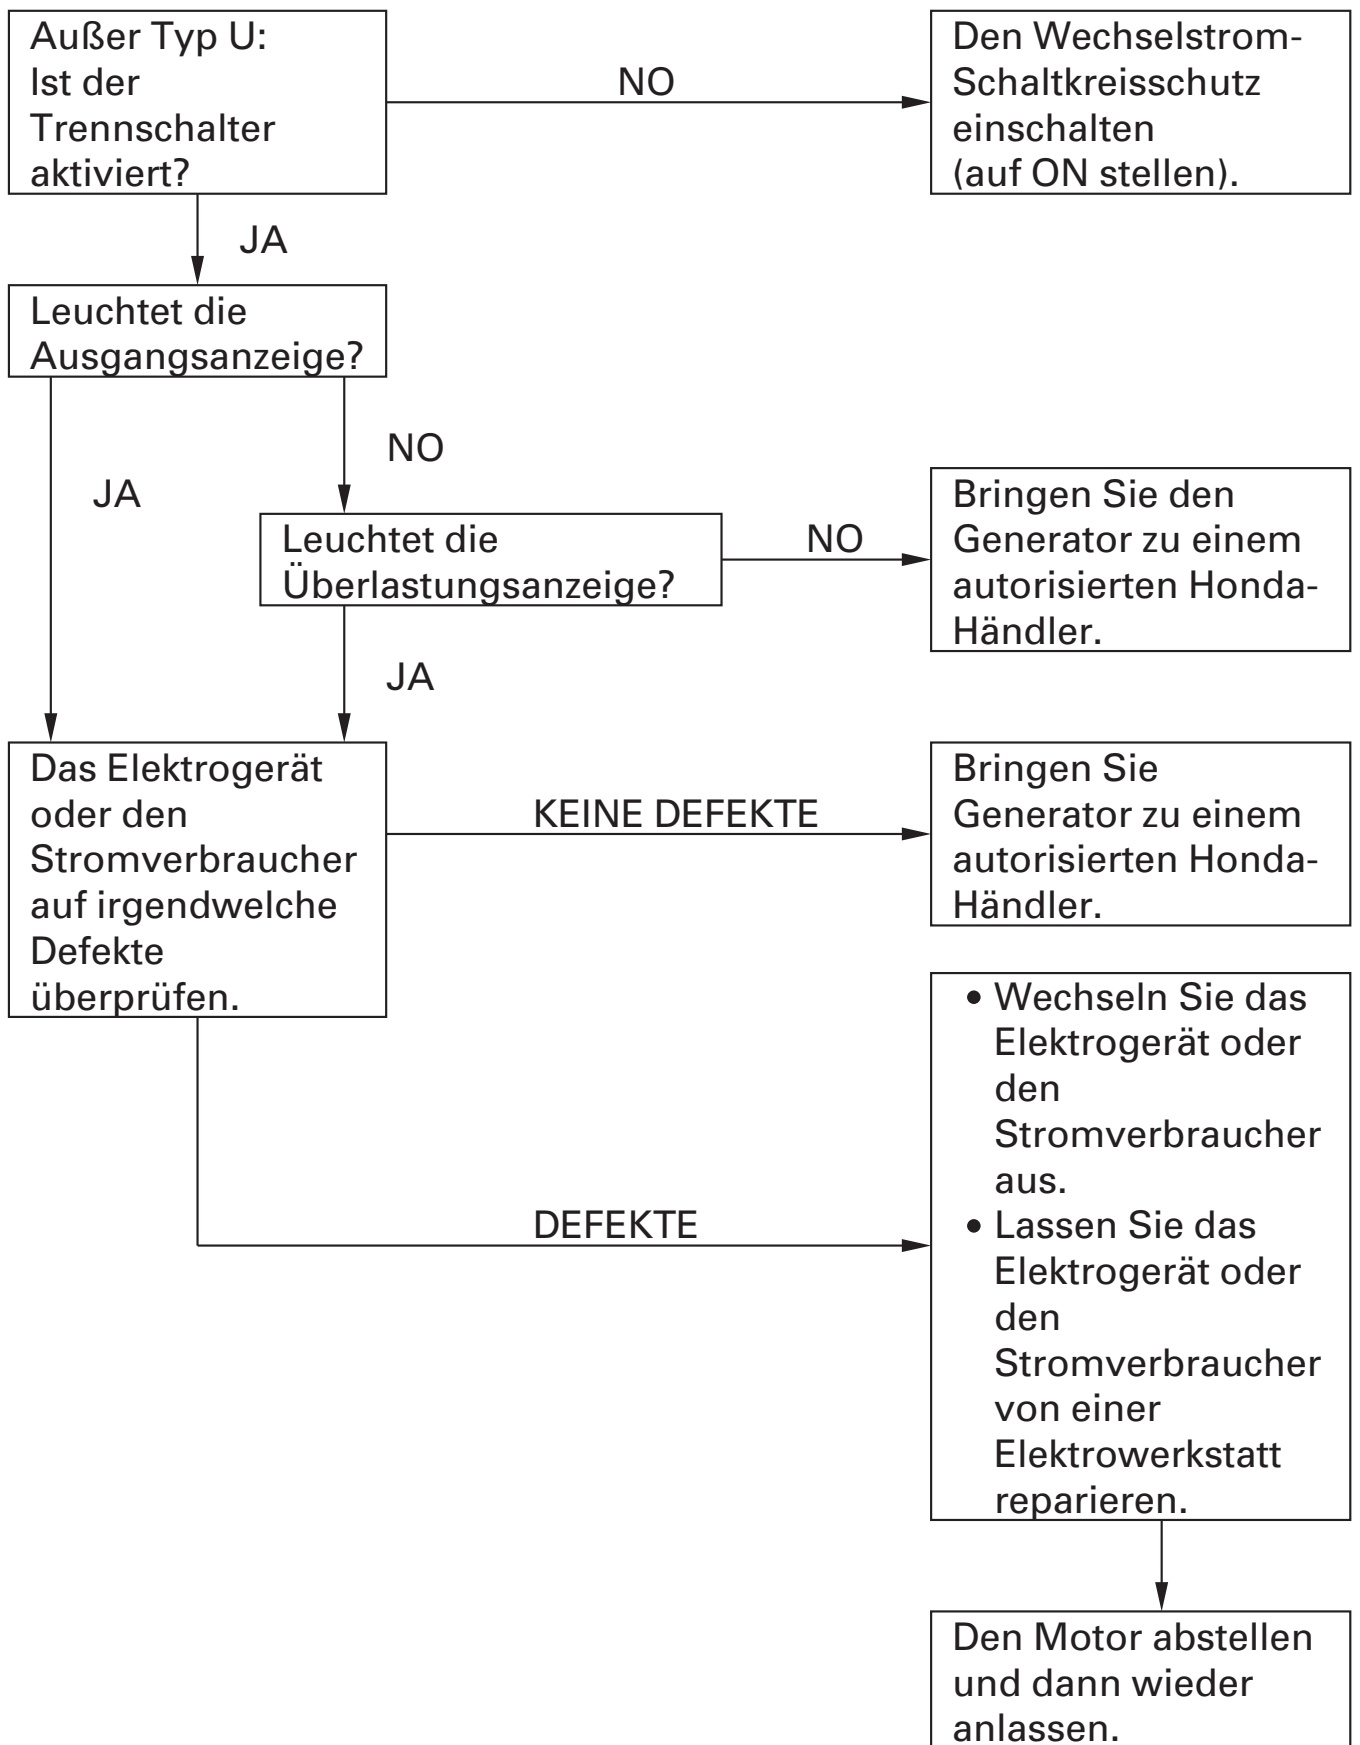 Außer Typ U:
Ist der
Trennschalter
aktiviert?
NO
Den Wechselstrom-
Schaltkreisschutz
einschalten
(auf ON stellen).
JA
Leuchtet die
Ausgangsanzeige?
NO
JA
Leuchtet die
Überlastungsanzeige?
NO
Bringen Sie den
Generator zu einem
autorisierten Honda-
Händler.
JA
Das Elektrogerät
oder den
Stromverbraucher
auf irgendwelche
Defekte
überprüfen.
KEINE DEFEKTE
Bringen Sie
Generator zu einem
autorisierten Honda-
Händler.
DEFEKTE
• Wechseln Sie das
Elektrogerät oder
den
Stromverbraucher
aus.
• Lassen Sie das
Elektrogerät oder
den
Stromverbraucher
von einer
Elektrowerkstatt
reparieren.
Den Motor abstellen
und dann wieder
anlassen.